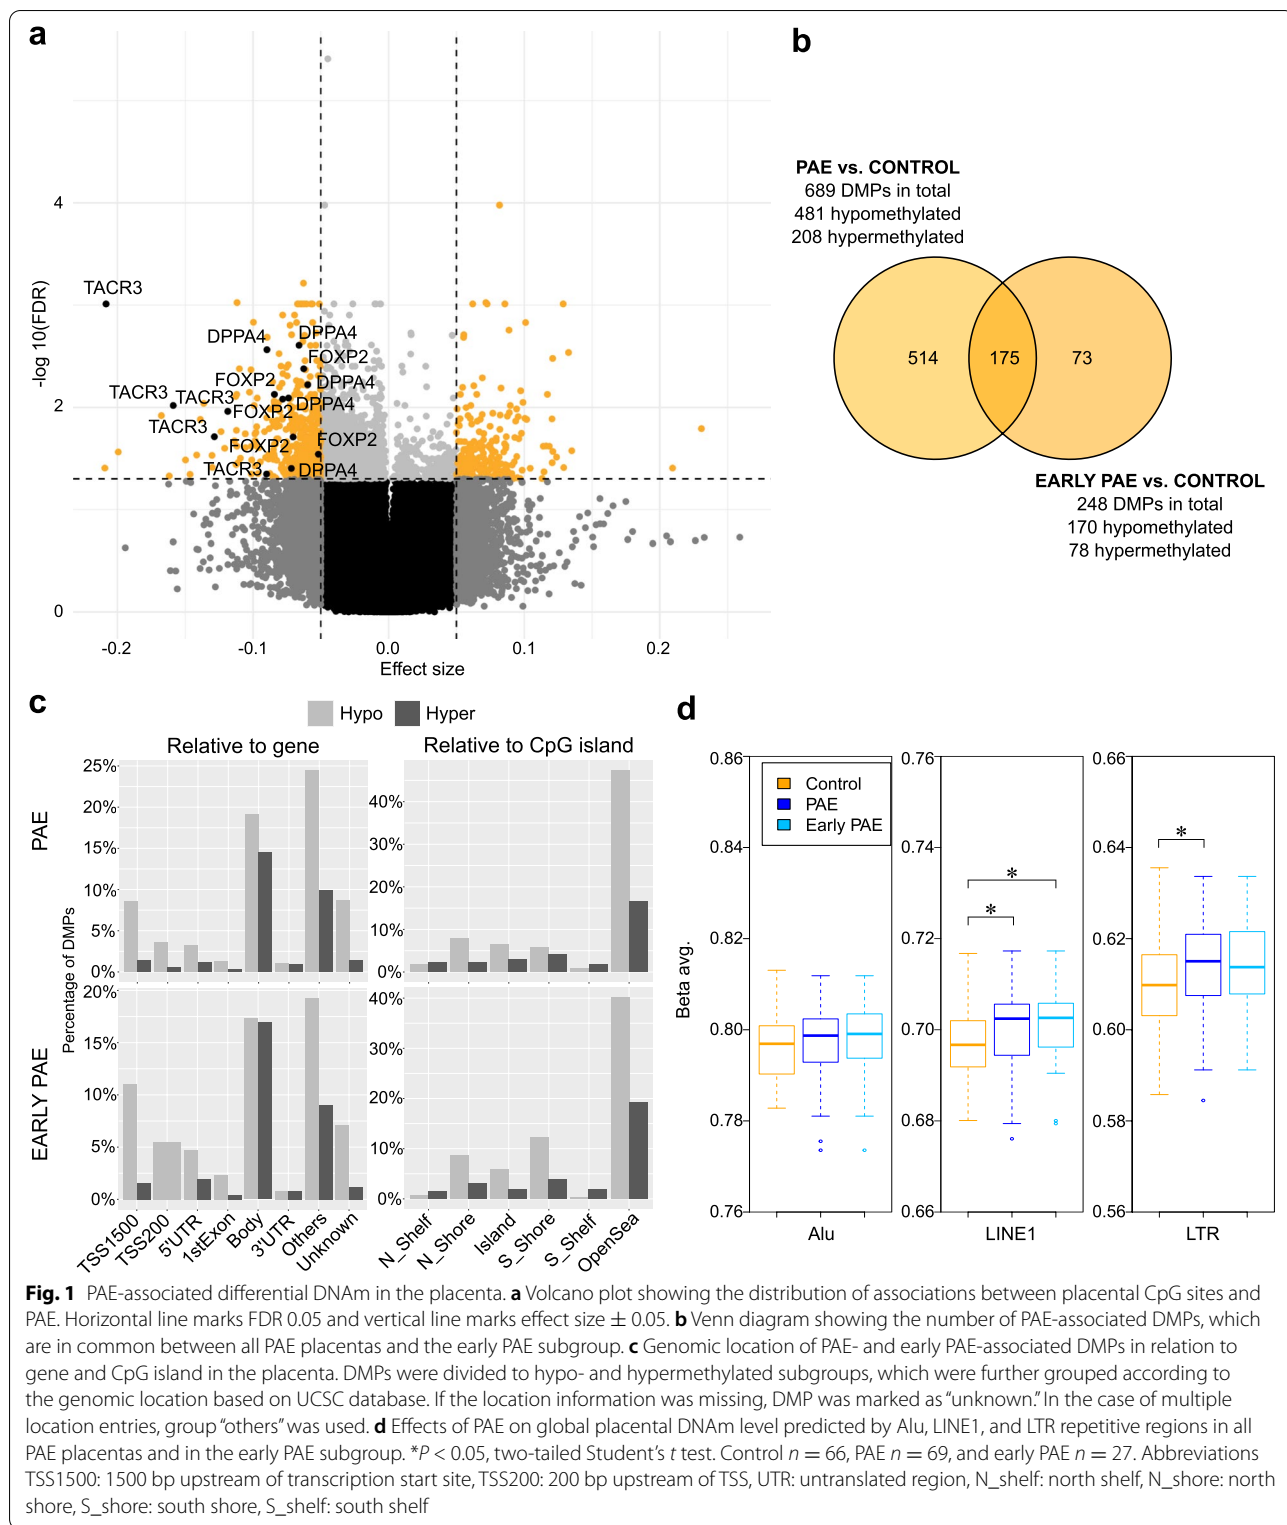 a
-log 10(FDR)
4
2
0
TACR3
DPPA4
DPPA4
FOXP2
FOXP2
DPPA4
TACR3
TACR3
FOXP2
DPPA4
TACR3
FOXP2
FOXP2
TACR3
DPPA4
-0.2
-0.1
0.0
0.1
0.2
Effect size
b
PAE vs. CONTROL
689 DMPs in total
481 hypomethylated
208 hypermethylated
514
175
73
EARLY PAE vs. CONTROL
248 DMPs in total
170 hypomethylated
78 hypermethylated
c
Hypo
Hyper
Relative to gene
Relative to CpG island
PAE
EARLY PAE
Percentage of DMPs
25%
20%
15%
10%
5%
0%
40%
30%
20%
10%
0%
20%
15%
10%
5%
0%
40%
30%
20%
10%
0%
TSS1500
TSS200
5'UTR
1stExon
Body
3'UTR
Others
Unknown
N_Shelf
N_Shore
Island
S_Shore
S_Shelf
OpenSea
d
Beta avg.
Control
PAE
Early PAE
0.86
0.84
0.82
0.80
0.78
0.76
Alu
0.76
0.74
0.72
0.70
0.68
0.66
*
*
LINE1
0.66
0.64
0.62
0.60
0.58
0.56
*
LTR
Fig. 1 PAE-associated differential DNAm in the placenta. a Volcano plot showing the distribution of associations between placental CpG sites and
PAE. Horizontal line marks FDR 0.05 and vertical line marks effect size ± 0.05. b Venn diagram showing the number of PAE-associated DMPs, which
are in common between all PAE placentas and the early PAE subgroup. c Genomic location of PAE- and early PAE-associated DMPs in relation to
gene and CpG island in the placenta. DMPs were divided to hypo- and hypermethylated subgroups, which were further grouped according to
the genomic location based on UCSC database. If the location information was missing, DMP was marked as “unknown.” In the case of multiple
location entries, group “others” was used. d Effects of PAE on global placental DNAm level predicted by Alu, LINE1, and LTR repetitive regions in all
PAE placentas and in the early PAE subgroup. *P < 0.05, two-tailed Student’s t test. Control n = 66, PAE n = 69, and early PAE n = 27. Abbreviations
TSS1500: 1500 bp upstream of transcription start site, TSS200: 200 bp upstream of TSS, UTR: untranslated region, N_shelf: north shelf, N_shore: north
shore, S_shore: south shore, S_shelf: south shelf